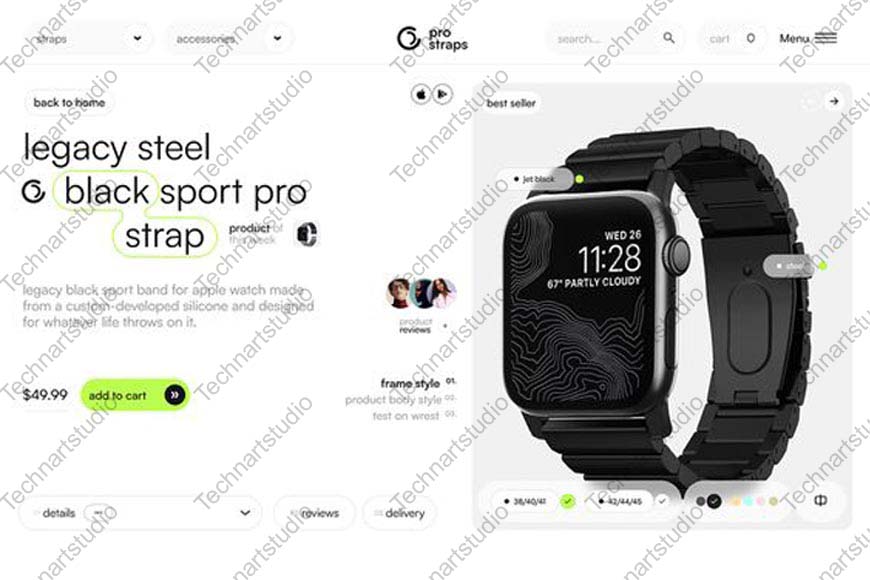 straps
accessories
pro
straps
search...
cart 0
Menu
back to home
legacy steel
black sport pro
strap
product of
this week
legacy black sport band for apple watch made
from a custom-developed silicone and designed
for whatever life throws on it.
product
reviews
$49.99
add to cart
frame style 01.
product body style 02.
test on wrest 03.
details
reviews
delivery
best seller
jet black
WED 26
11:28
67° PARTLY CLOUDY
steel
38/40/41
42/44/45
Technartstudio